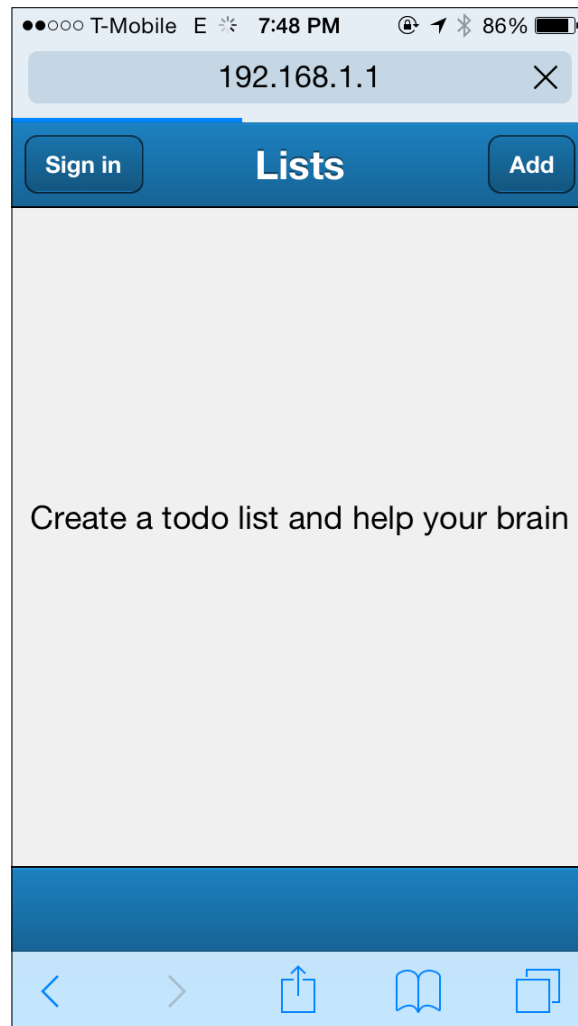 T-Mobile E 7:48 PM 86%
192.168.1.1
Sign in Lists Add
Create a todo list and help your brain